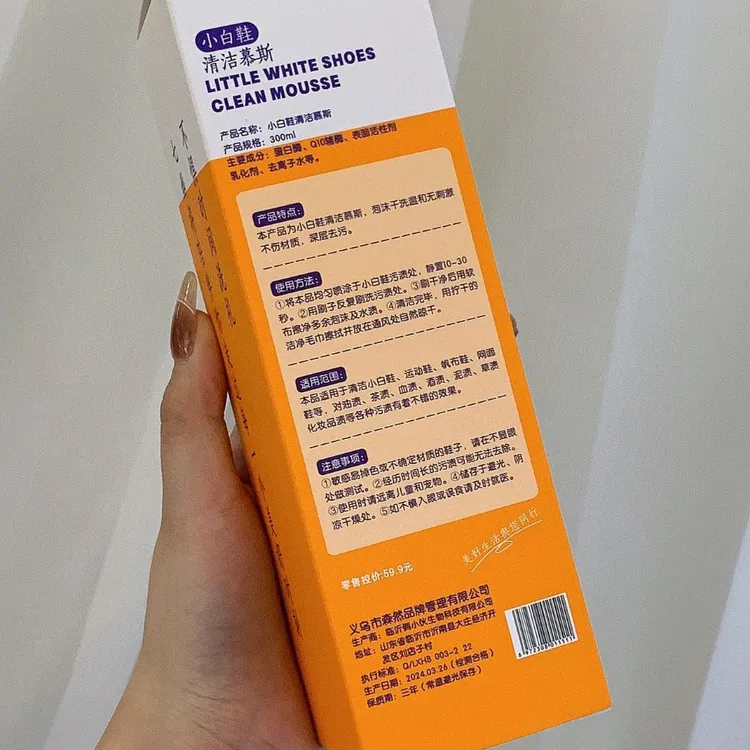 小白鞋
清洁慕斯
LITTLE WHITE SHOES
CLEAN MOUSSE
产品名称：小白鞋清洁慕斯
产品规格：300ml
主要成分：蛋白酶、Q10辅酶、表面活性剂
乳化剂、去离子水等。
产品特点：
本产品为小白鞋清洁慕斯，泡沫干洗温和无刺激
不伤材质，深层去污。
使用方法：
①将本品均匀喷涂于小白鞋污渍处，静置10-30
秒。②用刷子反复刷洗污渍处。③刷干净后用软
布擦净多余泡沫及水渍。④清洁完毕，用拧干的
洁净毛巾擦拭并放在通风处自然晾干。
适用范围：
本品适用于清洁小白鞋、运动鞋、帆布鞋、网面
鞋等，对油渍、茶渍、血渍、酒渍、泥渍、草渍
化妆品渍等各种污渍有着不错的效果。
注意事项：
①敏感易掉色或不确定材质的鞋子，请在不显眼
处做测试。②经历时间长的污渍可能无法去除。
③使用时请远离儿童和宠物。④储存于避光、阴
凉干燥处。⑤如不慎入眼或误食请及时就医。
美好生活与您同行
零售控价:59.9元
义乌市森然品牌管理有限公司
生产商：临沂俩小伙生物科技有限公司
地址：山东省临沂市沂南县大庄经济开
发区刘店子村
执行标准：Q/LXHB 003-2 22
生产日期：2024.03.26（检测合格）
保质期：三年（常温避光保存）